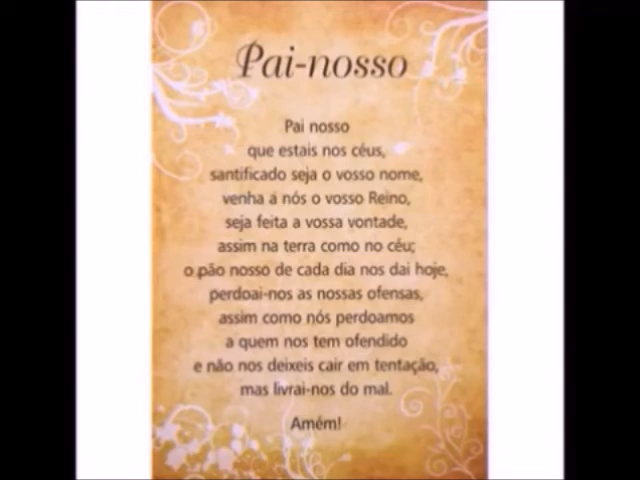 Pai-nosso
Pai nosso
que estais nos céus,
santificado seja o vosso nome,
venha a nós o vosso Reino,
seja feita a vossa vontade,
assim na terra como no céu;
o pão nosso de cada dia nos dai hoje,
perdoai-nos as nossas ofensas,
assim como nós perdoamos
a quem nos tem ofendido
e não nos deixeis cair em tentação,
mas livrai-nos do mal.
Amém!